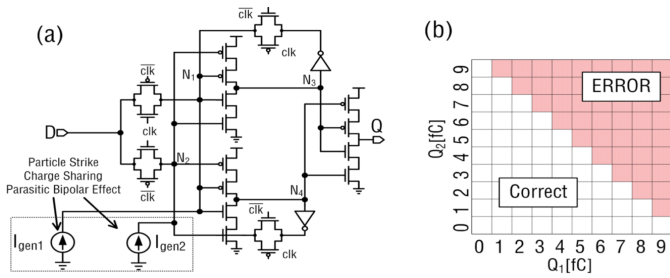 (a)
clk
clk
N1
N3
clk
D
clk
clk
Q
Particle Strike
Charge Sharing
Parasitic Bipolar Effect
N2
N4
clk
clk
Igen1
Igen2
clk
(b)
9
8
7
6
5
4
3
2
1
0
Q2[fC]
ERROR
Correct
0 1 2 3 4 5 6 7 8 9
Q1[fC]